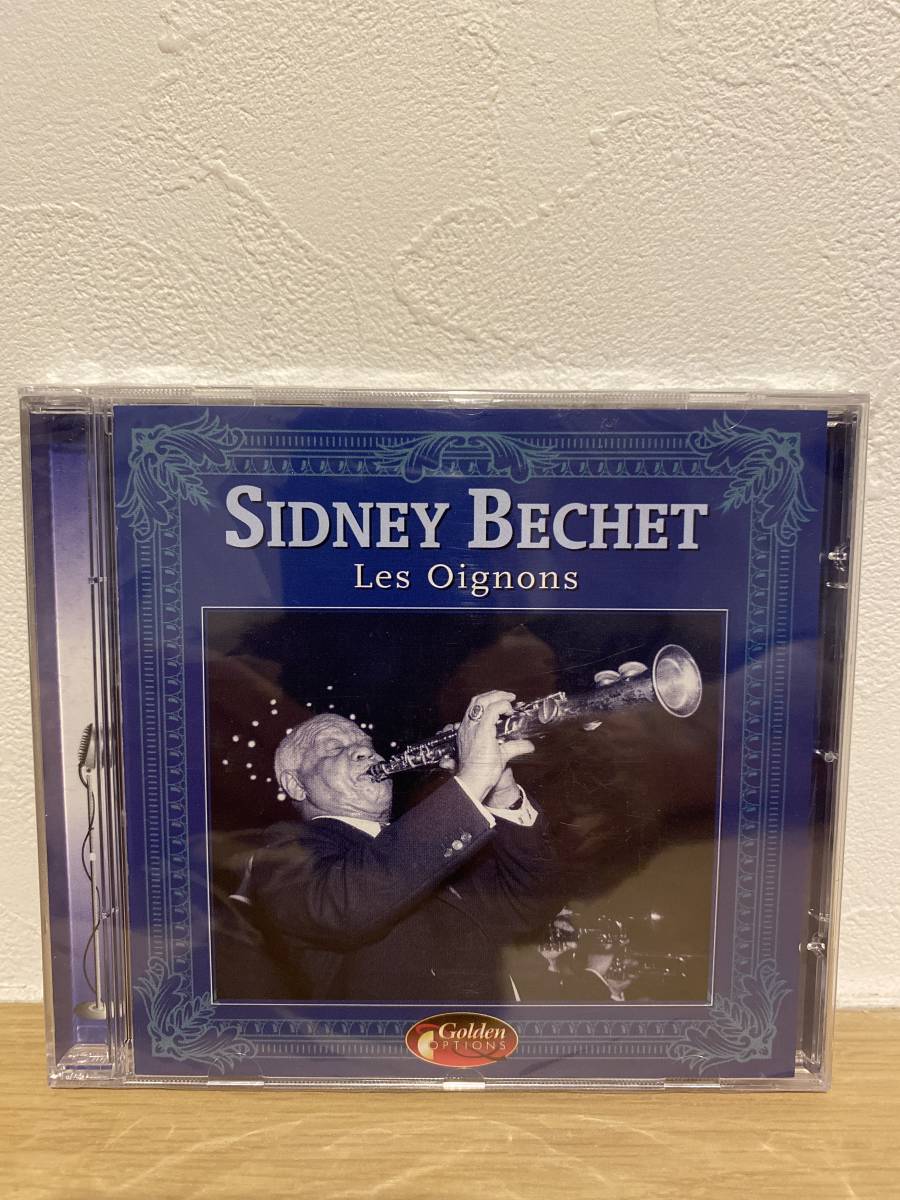 SIDNEY BECHET
Les Oignons
Golden
OPTIONS